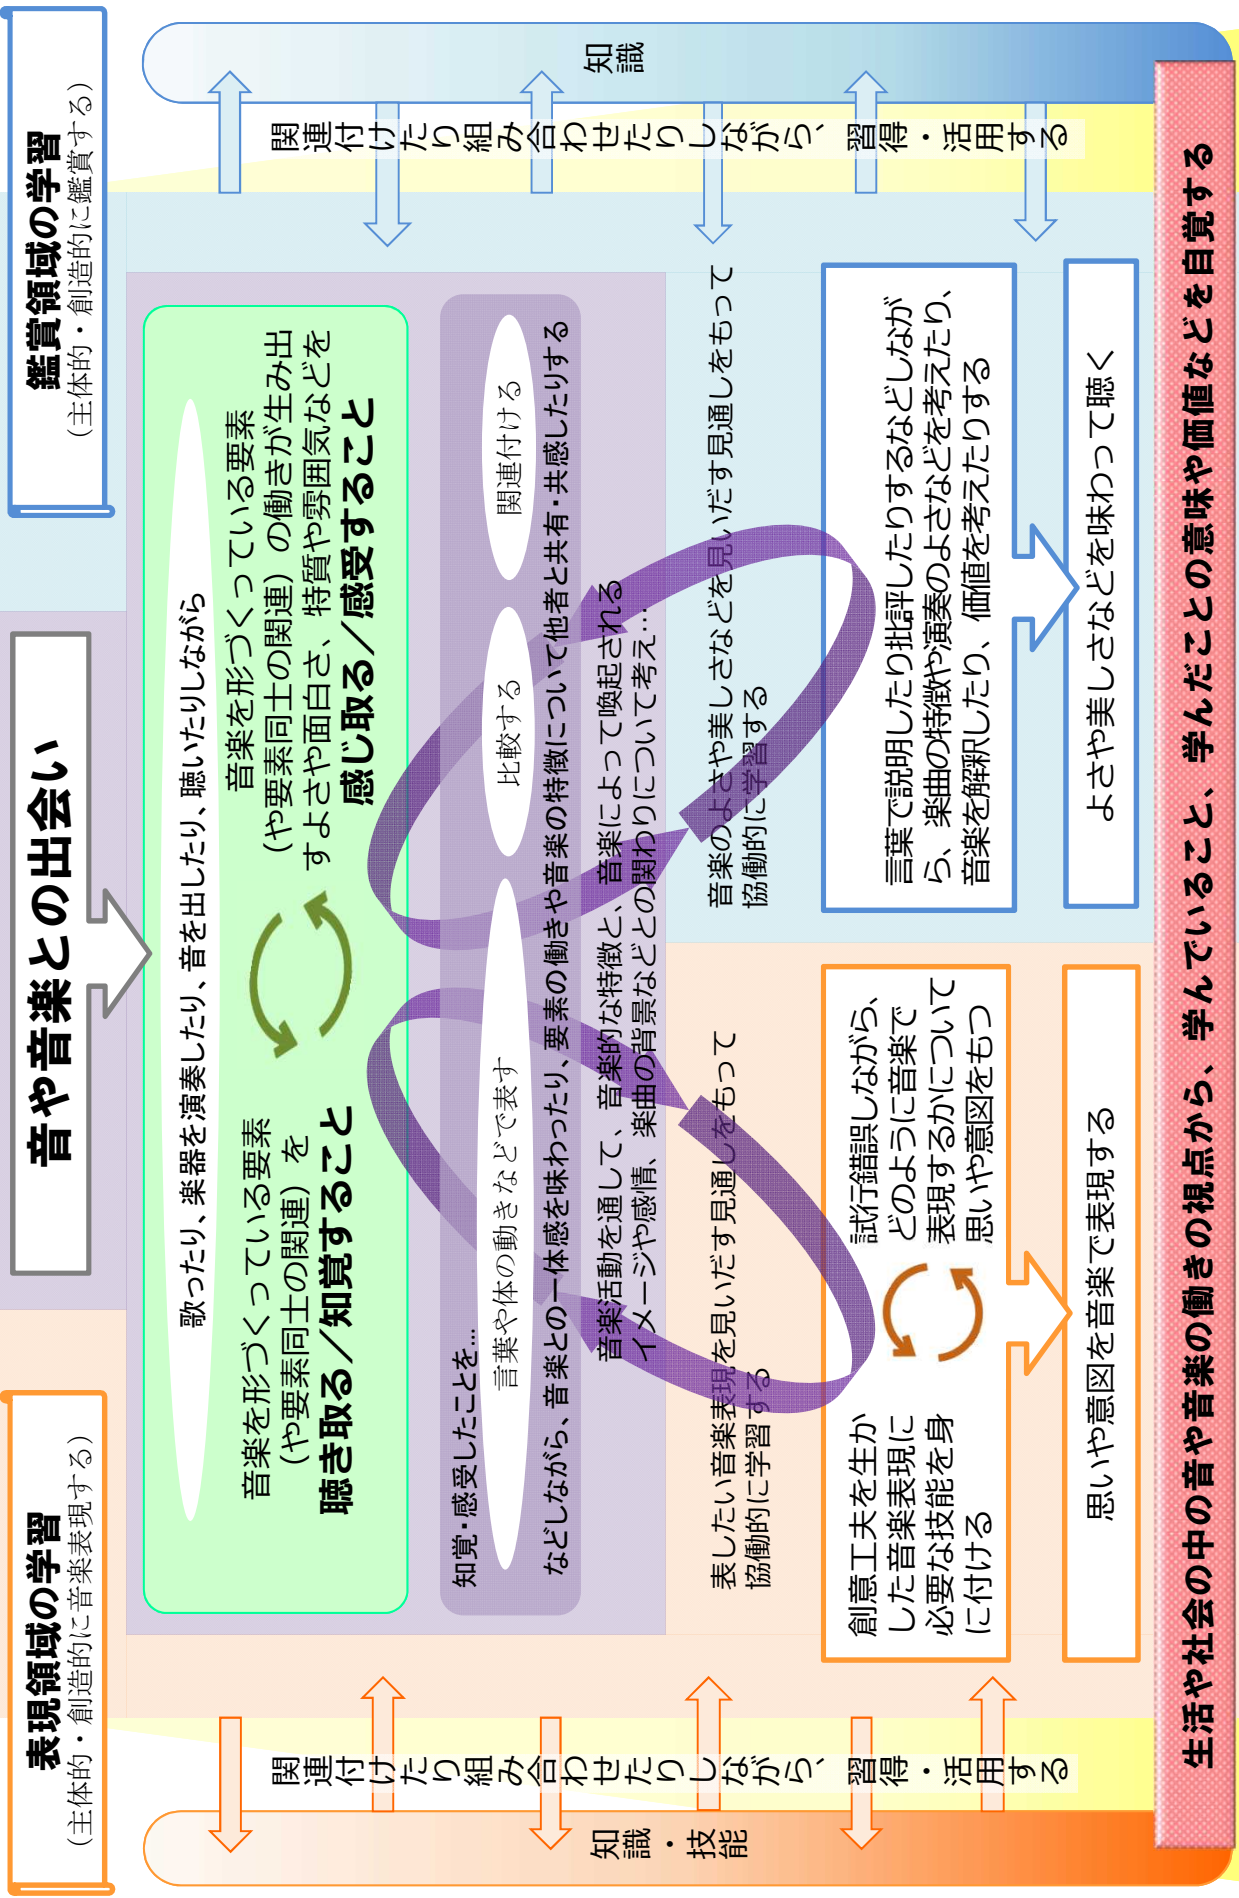 表現領域の学習
（主体的・創造的に音楽表現する）
音や音楽との出会い
鑑賞領域の学習
（主体的・創造的に鑑賞する）
歌ったり、楽器を演奏したり、音を出したり、聴いたりしながら
音楽を形づくっている要素
（や要素同士の関連）を
聴き取る／知覚すること
音楽を形づくっている要素
（や要素同士の関連）の働きが生み出
すよさや面白さ、特質や雰囲気などを
感じ取る／感受すること
知覚・感受したことを…
言葉や体の動きなどで表す
比較する
関連付ける
などしながら、音楽との一体感を味わったり、要素の働きや音楽の特徴について他者と共有・共感したりする
音楽活動を通して、音楽的な特徴と、音楽によって喚起される
イメージや感情、楽曲の背景などとの関わりについて考え…
表したい音楽表現を見いだす見通しをもって
協働的に学習する
音楽のよさや美しさなどを見いだす見通しをもって
協働的に学習する
創意工夫を生か
した音楽表現に
必要な技能を身
に付ける
試行錯誤しながら、
どのように音楽で
表現するかについて
思いや意図をもつ
言葉で説明したり批評したりするなどしなが
ら、楽曲の特徴や演奏のよさなどを考えたり、
音楽を解釈したり、価値を考えたりする
思いや意図を音楽で表現する
よさや美しさなどを味わって聴く
知識・技能
関連付けたり組み合わせたりしながら、習得・活用する
関連付けたり組み合わせたりしながら、習得・活用する
知識
生活や社会の中の音や音楽の働きの視点から、学んでいること、学んだことの意味や価値などを自覚する